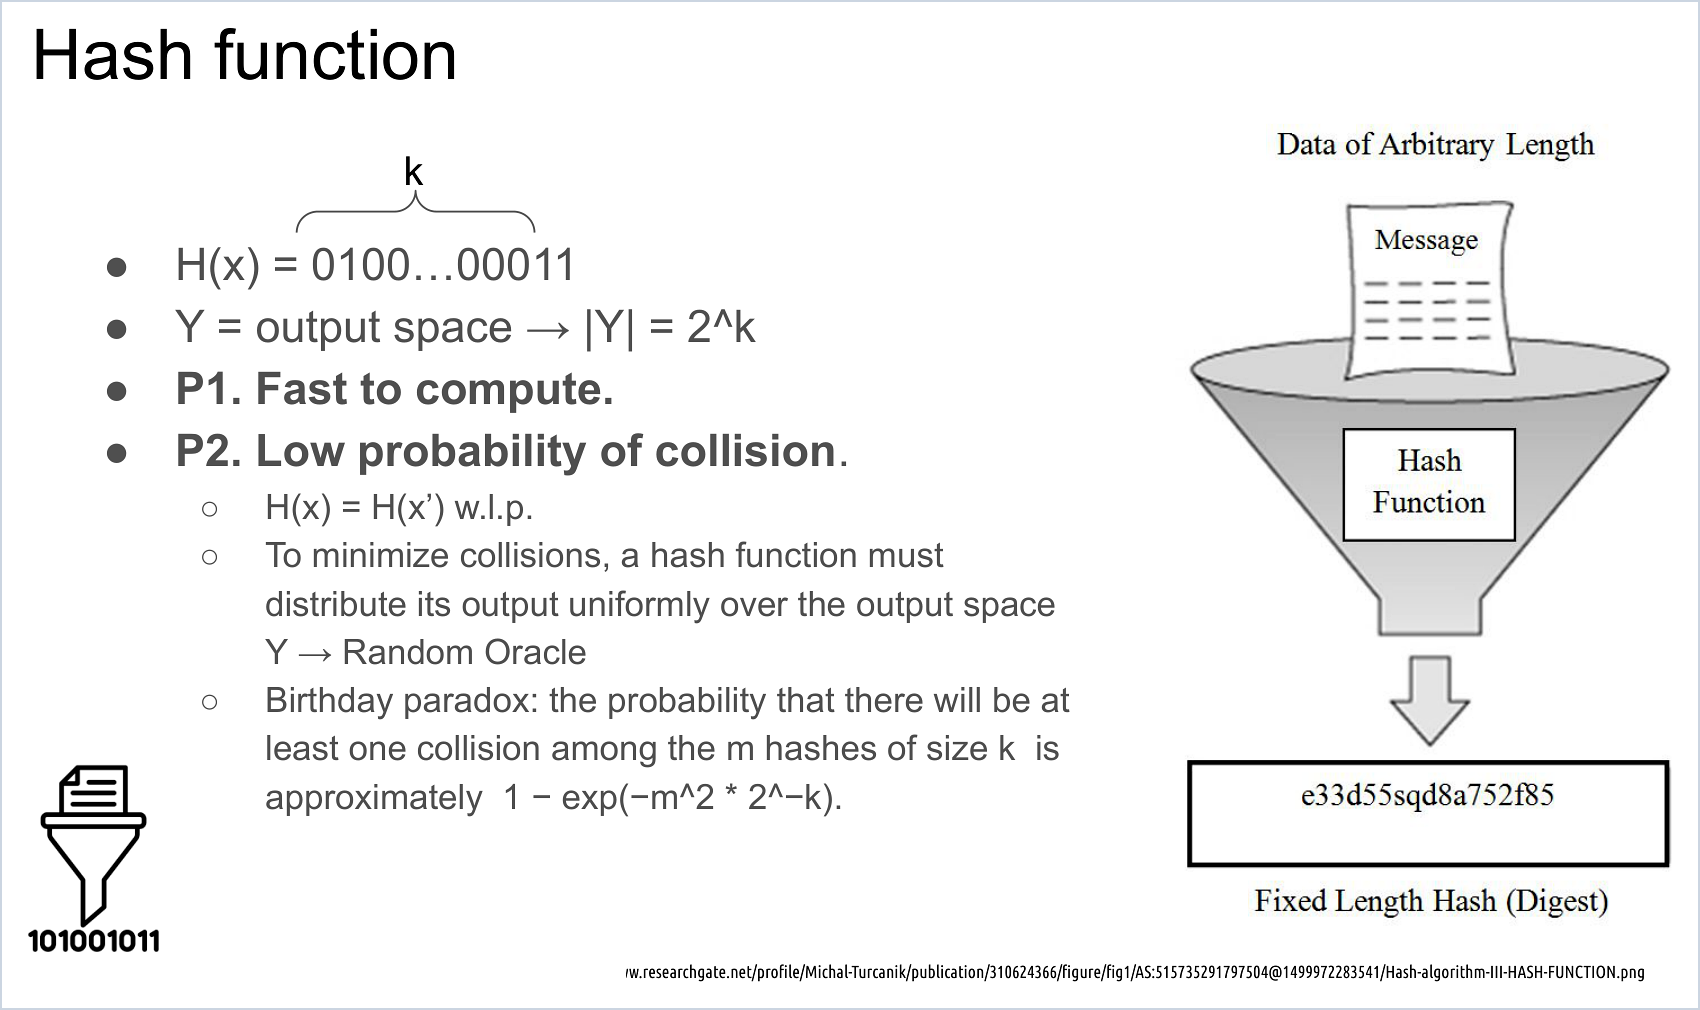 Hash function
k
● H(x) = 0100…00011
● Y = output space → |Y| = 2^k
● P1. Fast to compute.
● P2. Low probability of collision.
○ H(x) = H(x’) w.l.p.
○ To minimize collisions, a hash function must
distribute its output uniformly over the output space
Y → Random Oracle
○ Birthday paradox: the probability that there will be at
least one collision among the m hashes of size k  is
approximately  1 − exp(−m^2 * 2^−k).
101001011
Data of Arbitrary Length
Message
Hash
Function
e33d55sqd8a752f85
Fixed Length Hash (Digest)
w.researchgate.net/profile/Michal-Turcanik/publication/310624366/figure/fig1/AS:515735291797504@1499972283541/Hash-algorithm-III-HASH-FUNCTION.png